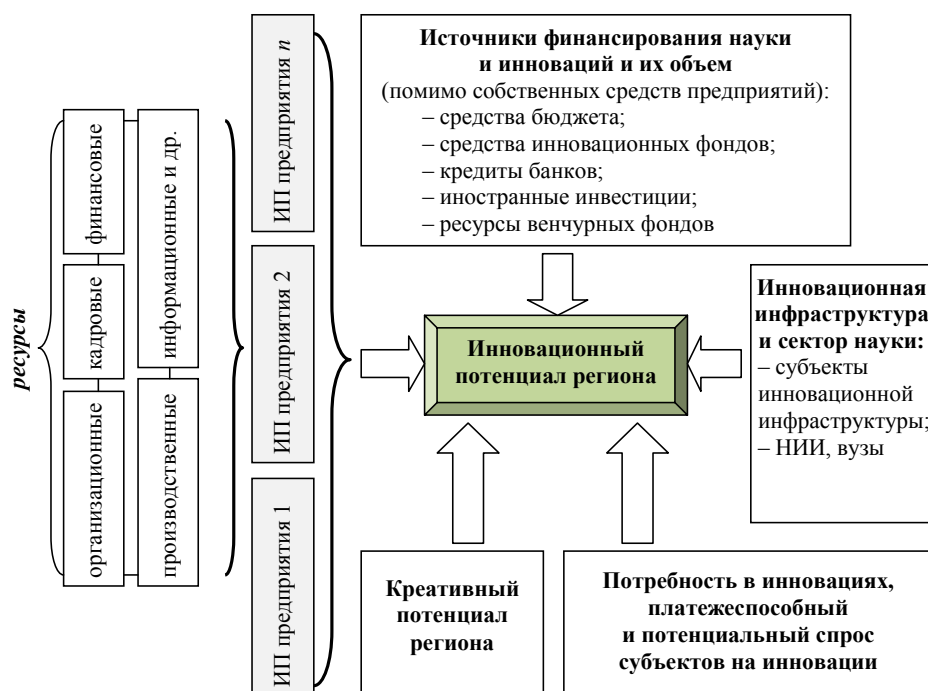 ресурсы
финансовые
кадровые
организационные
информационные и др.
производственные
ИП предприятия n
ИП предприятия 2
ИП предприятия 1
Источники финансирования науки
и инноваций и их объем
(помимо собственных средств предприятий):
– средства бюджета;
– средства инновационных фондов;
– кредиты банков;
– иностранные инвестиции;
– ресурсы венчурных фондов
Инновационный
потенциал региона
Инновационная
инфраструктура
и сектор науки:
– субъекты
инновационной
инфраструктуры;
– НИИ, вузы
Креативный
потенциал
региона
Потребность в инновациях,
платежеспособный
и потенциальный спрос
субъектов на инновации